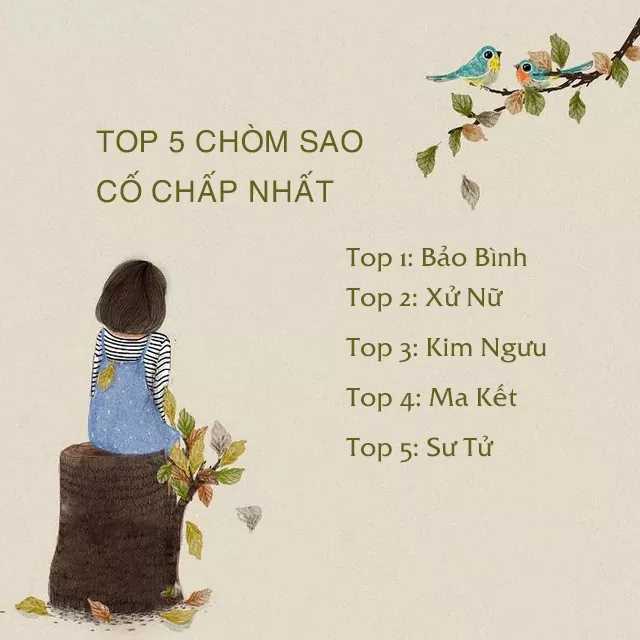 TOP 5 CHÒM SAO
CỐ CHẤP NHẤT
Top 1: Bảo Bình
Top 2: Xử Nữ
Top 3: Kim Ngưu
Top 4: Ma Kết
Top 5: Sư Tử